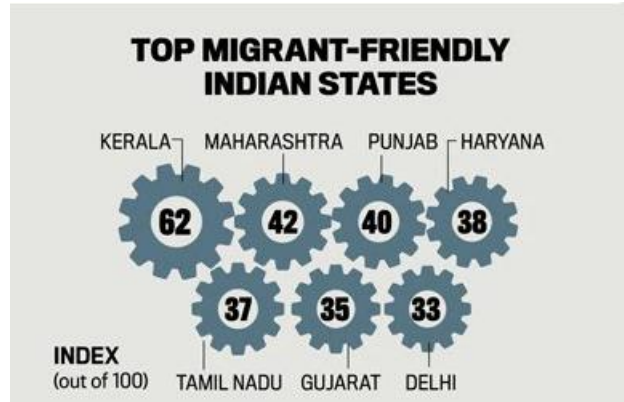 TOP MIGRANT-FRIENDLY
INDIAN STATES
KERALA MAHARASHTRA PUNJAB HARYANA
62 42 40 38
37 35 33
INDEX
(out of 100) TAMIL NADU GUJARAT DELHI